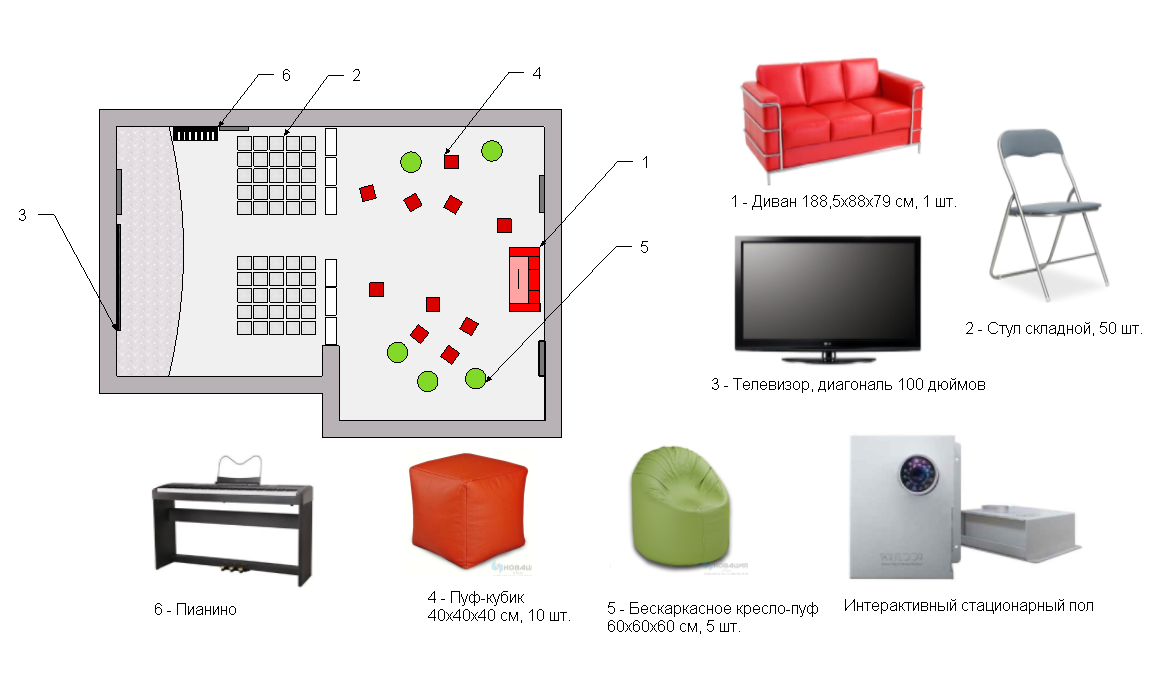 6
2
4
1
3
5
1 - Диван 188,5х88х79 см, 1 шт.
2 - Стул складной, 50 шт.
3 - Телевизор, диагональ 100 дюймов
НОВАЦИЯ
6 - Пианино
4 - Пуф-кубик
40х40х40 см, 10 шт.
5 - Бескаркасное кресло-пуф
60х60х60 см, 5 шт.
Интерактивный стационарный пол